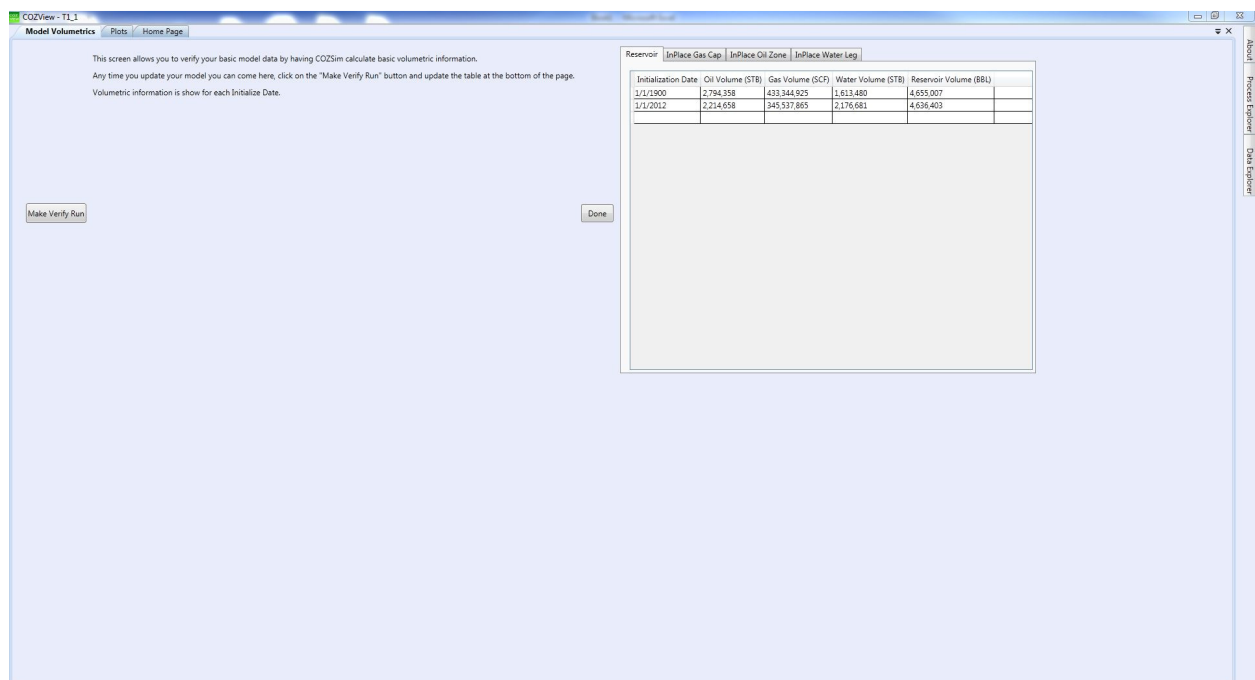 COZView - T1_1
Model Volumetrics Plots Home Page
This screen allows you to verify your basic model data by having COZSim calculate basic volumetric information.
Any time you update your model you can come here, click on the "Make Verify Run" button and update the table at the bottom of the page.
Volumetric information is show for each Initialize Date.
Make Verify Run
Done
Reservoir InPlace Gas Cap InPlace Oil Zone InPlace Water Leg
Initialization Date Oil Volume (STB) Gas Volume (SCF) Water Volume (STB) Reservoir Volume (BBL)
1/1/1900 2,794,358 433,344,925 1,613,480 4,655,007
1/1/2012 2,214,658 345,537,865 2,176,681 4,636,403
About
Process Explorer
Data Explorer